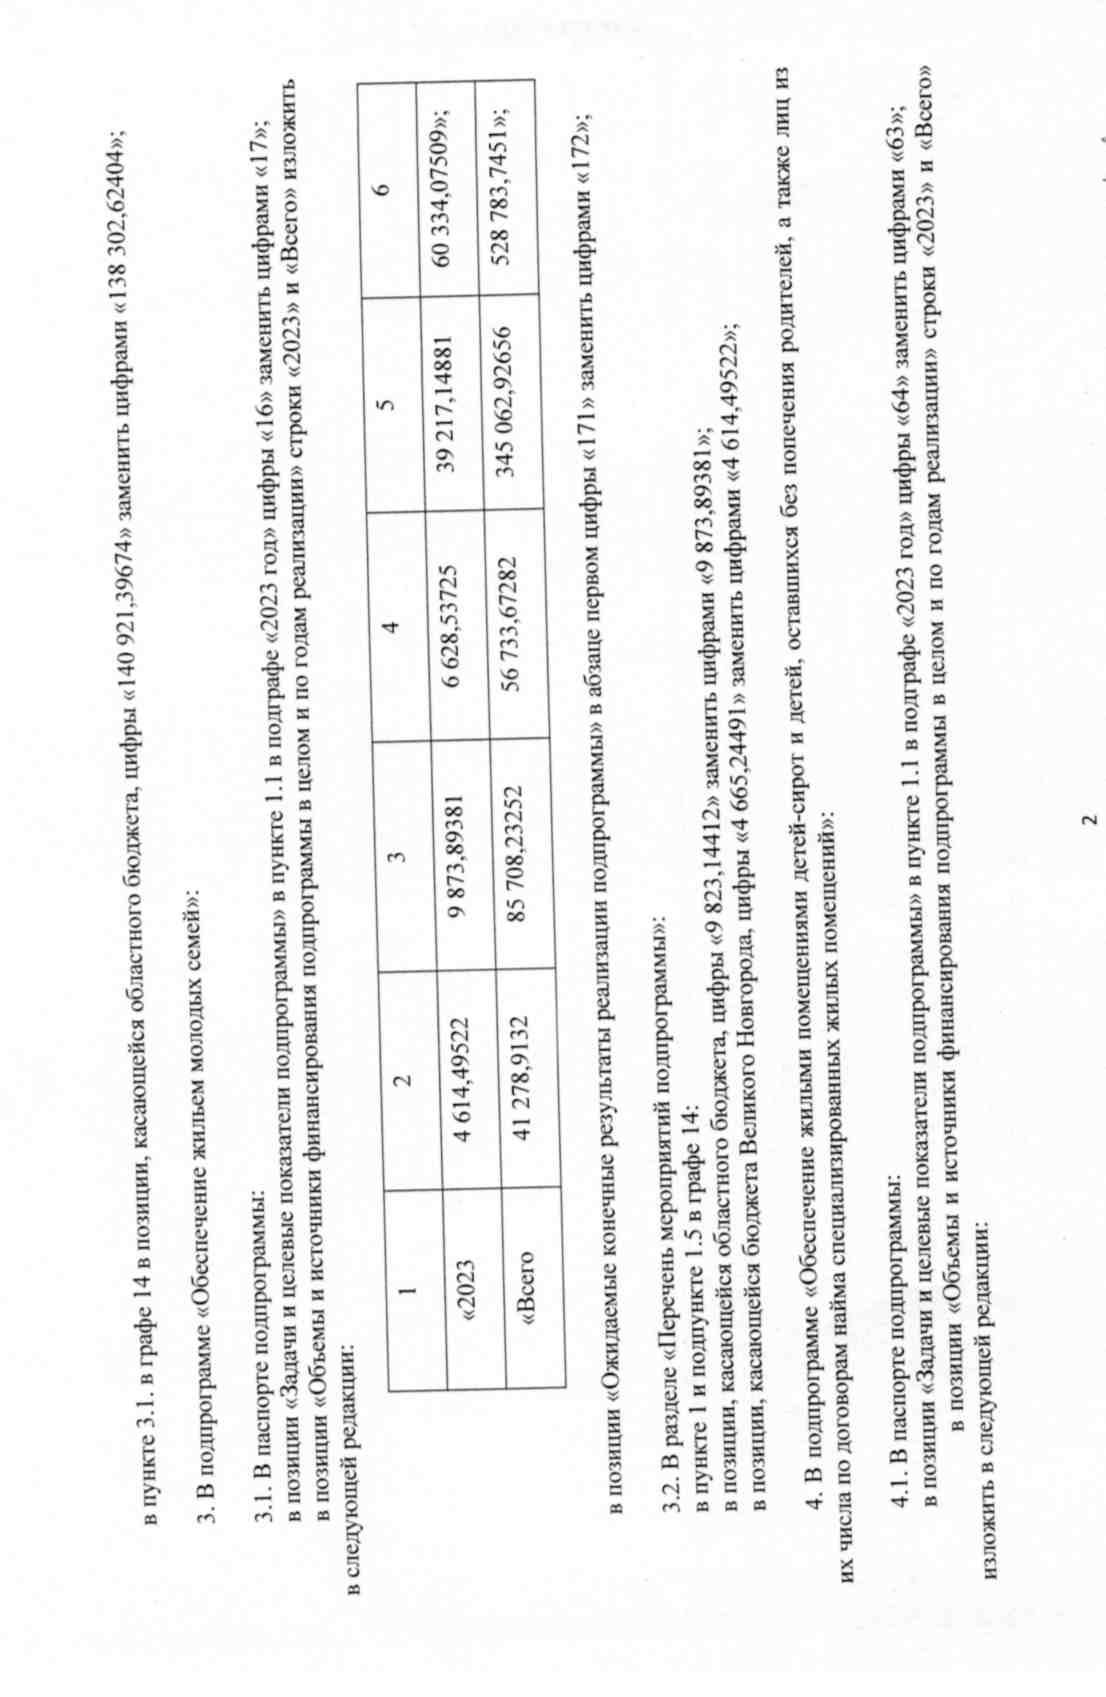 в пункте 3.1. в графе 14 в позиции, касающейся областного бюджета, цифры «140 921,39674» заменить цифрами «138 302,62404»;
3. В подпрограмме «Обеспечение жильем молодых семей»:
3.1. В паспорте подпрограммы:
в позиции «Задачи и целевые показатели подпрограммы» в пункте 1.1 в подграфе «2023 год» цифры «16» заменить цифрами «17»;
в позиции «Объемы и источники финансирования подпрограммы в целом и по годам реализации» строки «2023» и «Всего» изложить
в следующей редакции:
1 2 3 4 5 6
«2023 4 614,49522 9 873,89381 6 628,53725 39 217,14881 60 334,07509»;
«Всего 41 278,9132 85 708,23252 56 733,67282 345 062,92656 528 783,7451»;
в позиции «Ожидаемые конечные результаты реализации подпрограммы» в абзаце первом цифры «171» заменить цифрами «172»;
3.2. В разделе «Перечень мероприятий подпрограммы»:
в пункте 1 и подпункте 1.5 в графе 14:
в позиции, касающейся областного бюджета, цифры «9 823,14412» заменить цифрами «9 873,89381»;
в позиции, касающейся бюджета Великого Новгорода, цифры «4 665,24491» заменить цифрами «4 614,49522»;
4. В подпрограмме «Обеспечение жилыми помещениями детей-сирот и детей, оставшихся без попечения родителей, а также лиц из
их числа по договорам найма специализированных жилых помещений»:
4.1. В паспорте подпрограммы:
в позиции «Задачи и целевые показатели подпрограммы» в пункте 1.1 в подграфе «2023 год» цифры «64» заменить цифрами «63»;
в позиции «Объемы и источники финансирования подпрограммы в целом и по годам реализации» строки «2023» и «Всего»
изложить в следующей редакции:
2